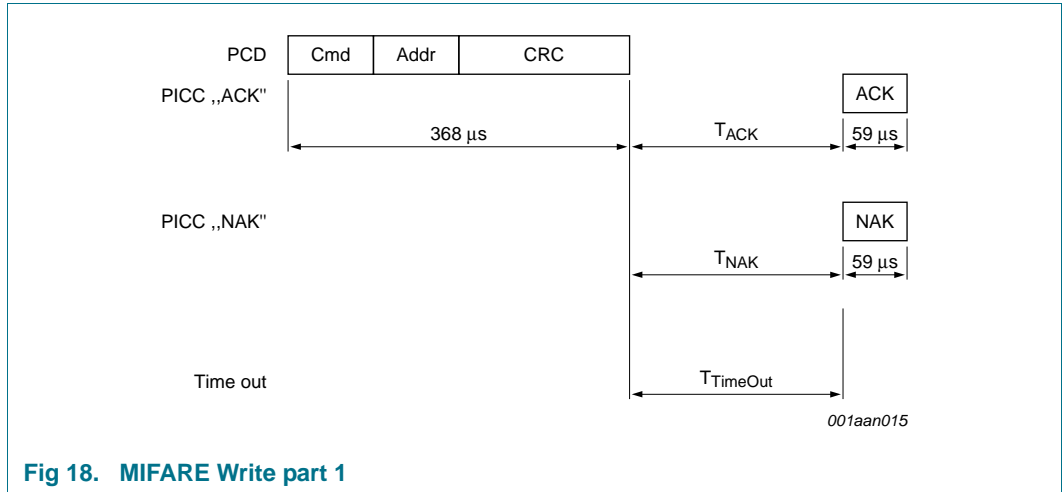 PCD Cmd Addr CRC
PICC ,,ACK" ACK
368 μs TACK 59 μs
PICC ,,NAK" NAK
TNAK 59 μs
Time out TTimeOut
001aan015
Fig 18. MIFARE Write part 1